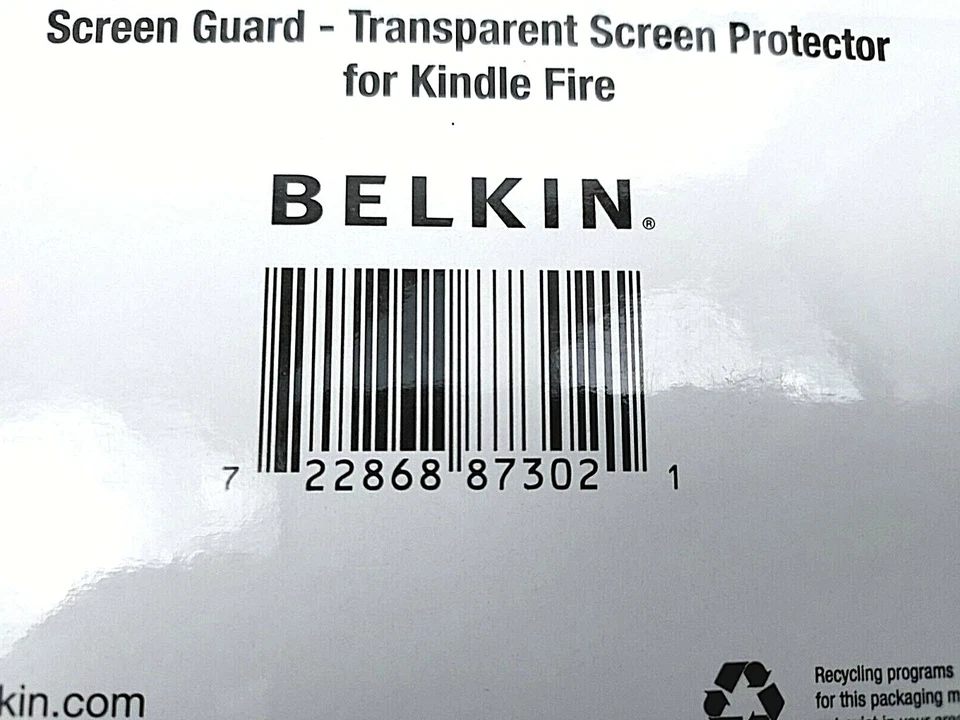 Screen Guard - Transparent Screen Protector
for Kindle Fire
BELKIN®
7 22868 87302 1
kin.com
Recycling programs
for this packaging m